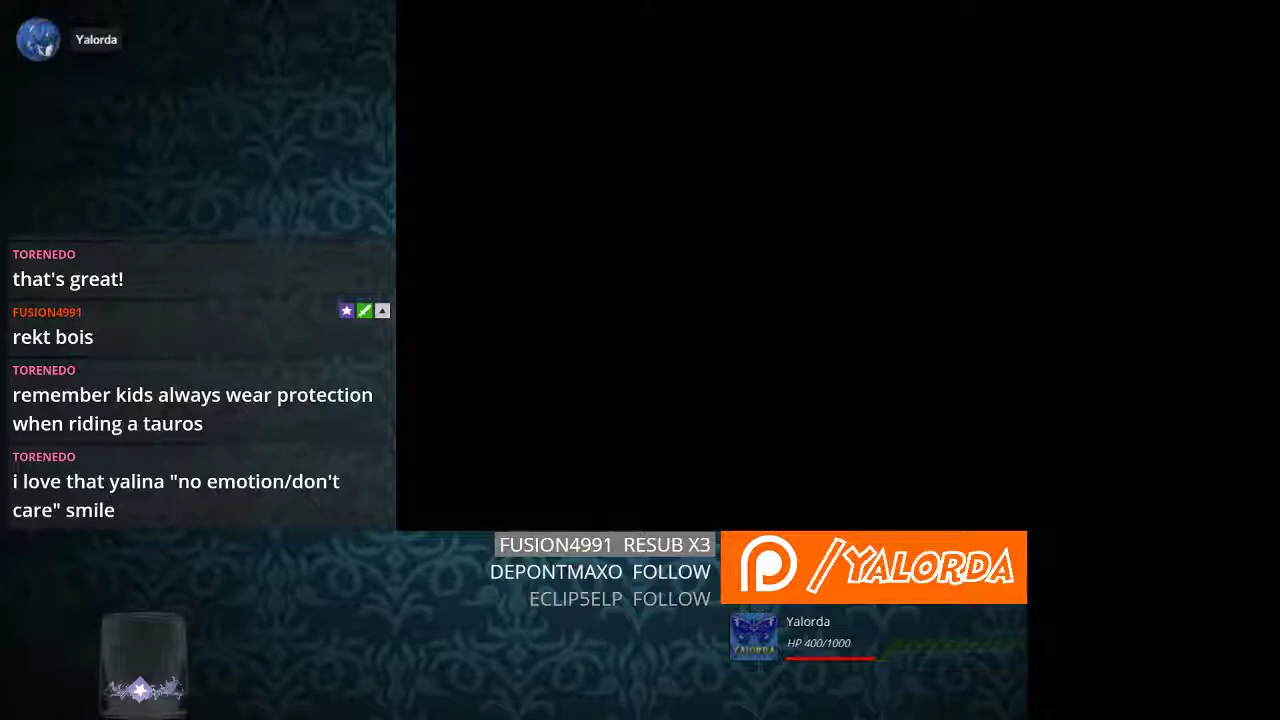 Yalorda
TORENEDO
that's great!
FUSION4991
rekt bois
TORENEDO
remember kids always wear protection
when riding a tauros
TORENEDO
i love that yalina "no emotion/don't
care" smile
FUSION4991 RESUB X3
DEPONTMAXO FOLLOW
ECLIP5ELP FOLLOW
/YALORDA
Yalorda
HP 400/1000
YALORDA